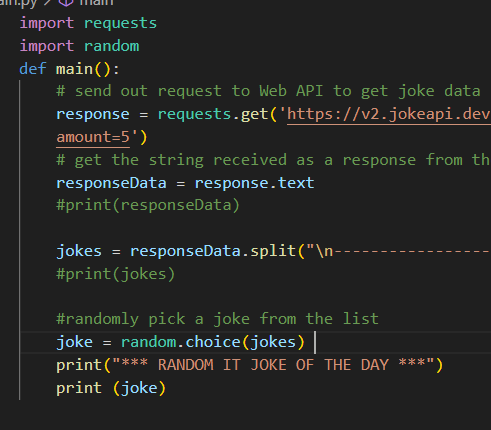 main.py / main
import requests
import random
def main():
# send out request to Web API to get joke data
response = requests.get('https://v2.jokeapi.dev
amount=5')
# get the string received as a response from th
responseData = response.text
#print(responseData)
jokes = responseData.split("\n-----------------
#print(jokes)
#randomly pick a joke from the list
joke = random.choice(jokes)
print("*** RANDOM IT JOKE OF THE DAY ***")
print (joke)